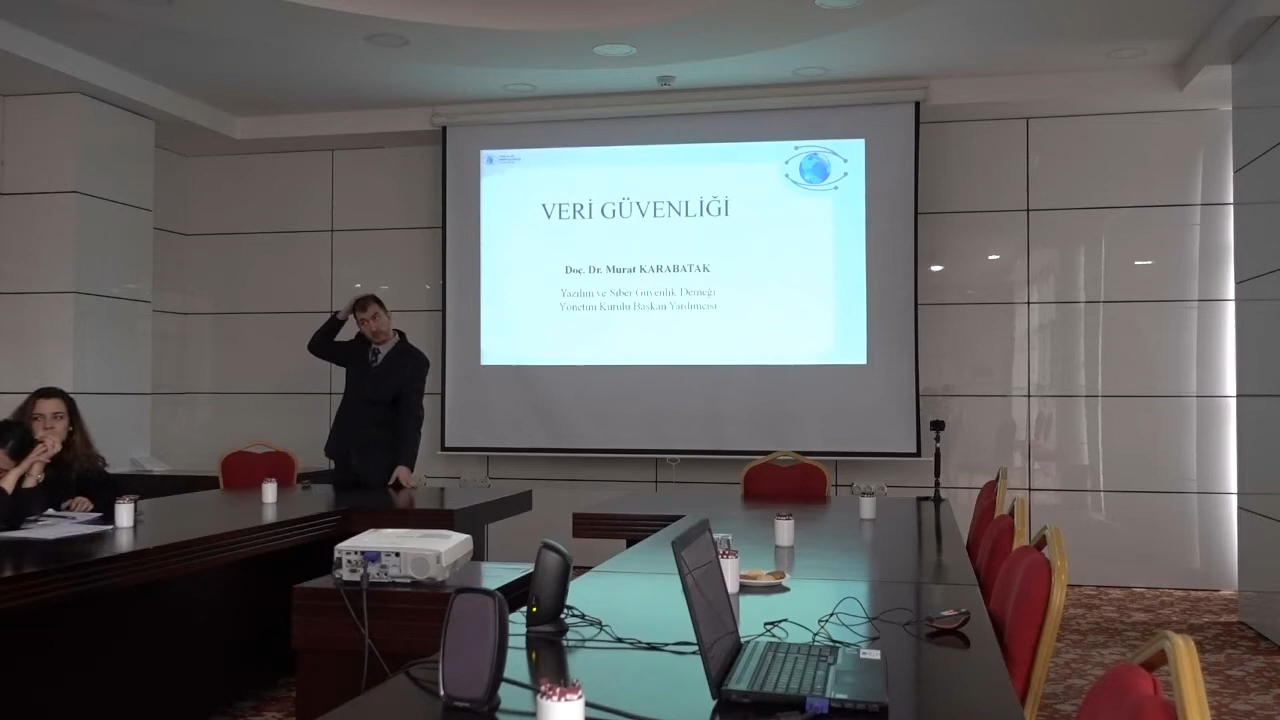 VERİ GÜVENLİĞİ
Doç. Dr. Murat KARABATAK
Yazılım ve Siber Güvenlik Derneği
Yönetim Kurulu Başkan Yardımcısı